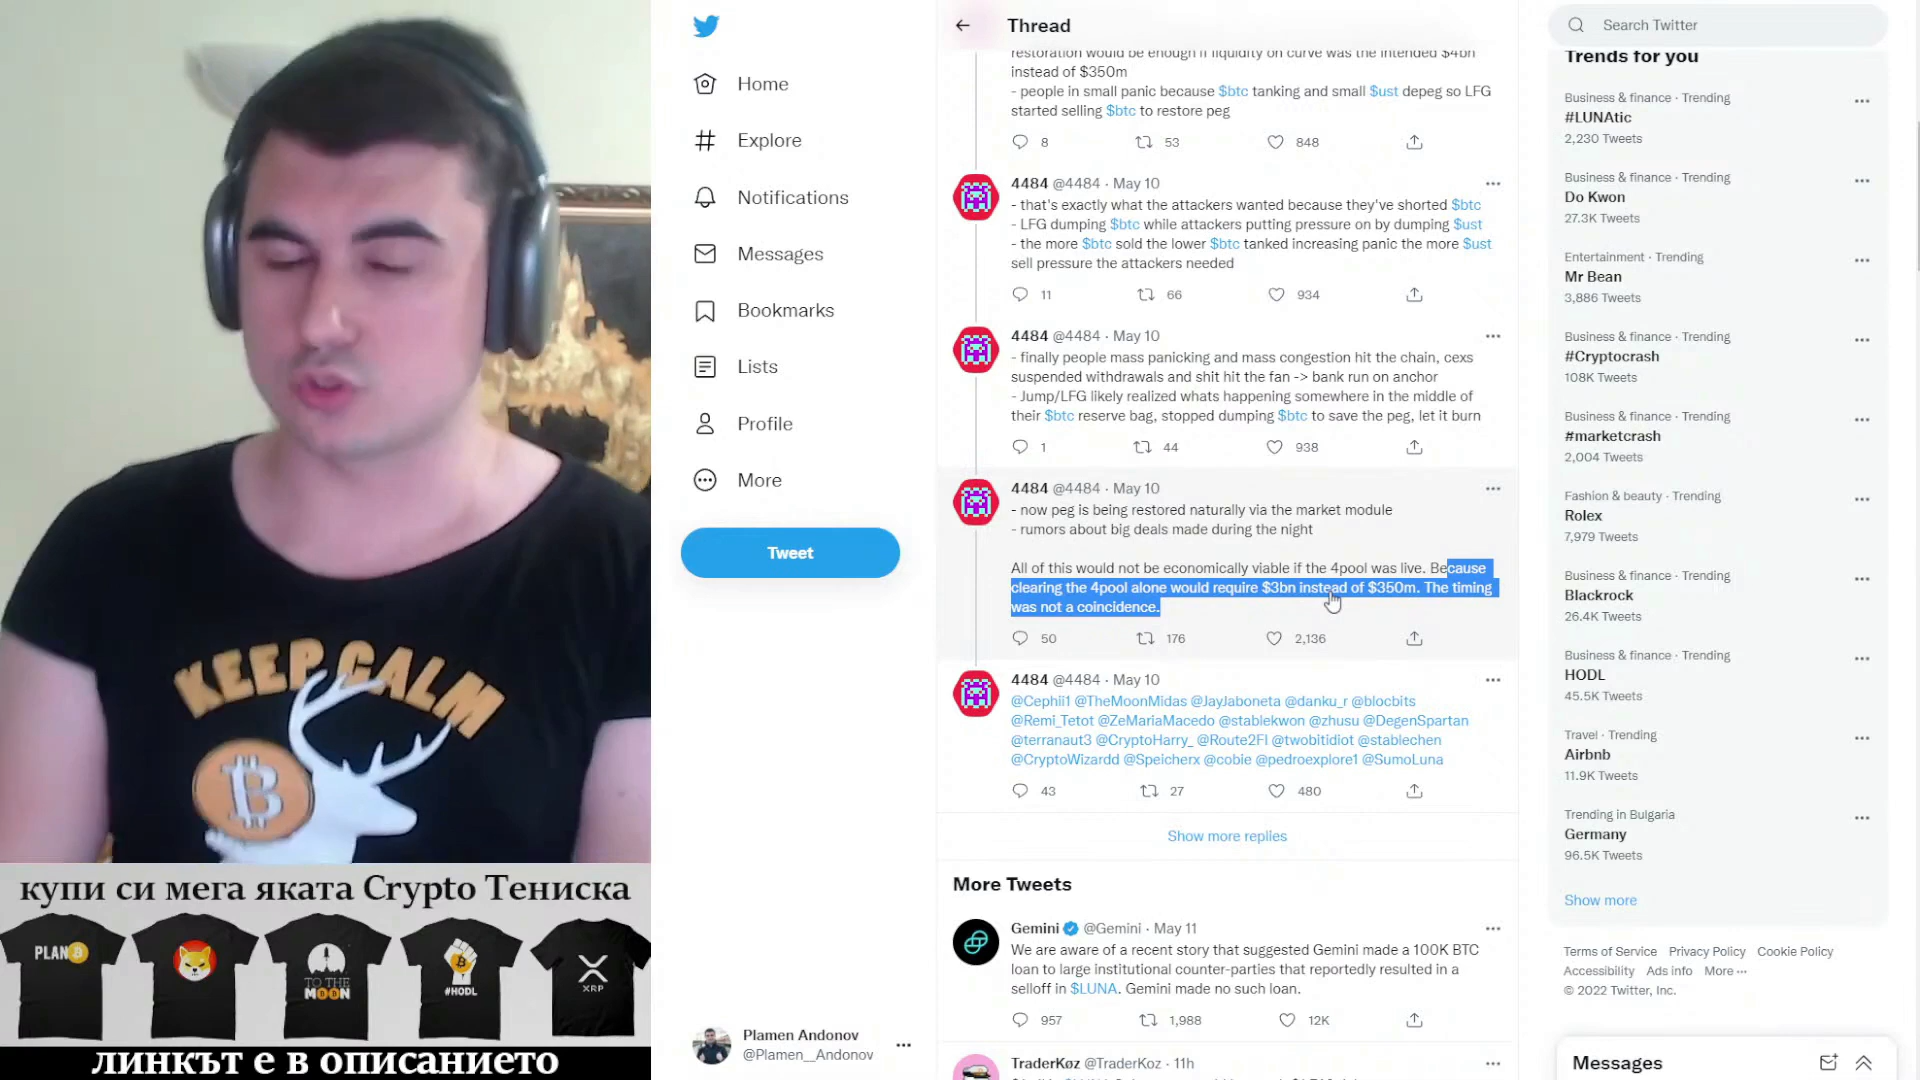 KEEP CALM
купи си мега яката Crypto Тениска
PLAN
TO THE
MOON
#HODL
XRP
линкът е в описанието
Home
Explore
Notifications
Messages
Bookmarks
Lists
Profile
More
Tweet
Plamen Andonov
@Plamen__Andonov
Thread
restoration would be enough if liquidity on curve was the intended $4bn
instead of $350m
- people in small panic because $btc tanking and small $ust depeg so LFG
started selling $btc to restore peg
8 53 848
4484 @4484 · May 10
- that's exactly what the attackers wanted because they've shorted $btc
- LFG dumping $btc while attackers putting pressure on by dumping $ust
- the more $btc sold the lower $btc tanked increasing panic the more $ust
sell pressure the attackers needed
11 66 934
4484 @4484 · May 10
- finally people mass panicking and mass congestion hit the chain, cexs
suspended withdrawals and shit hit the fan -> bank run on anchor
- Jump/LFG likely realized whats happening somewhere in the middle of
their $btc reserve bag, stopped dumping $btc to save the peg, let it burn
1 44 938
4484 @4484 · May 10
- now peg is being restored naturally via the market module
- rumors about big deals made during the night
All of this would not be economically viable if the 4pool was live. Because
clearing the 4pool alone would require $3bn instead of $350m. The timing
was not a coincidence.
50 176 2,136
4484 @4484 · May 10
@Cephii1 @TheMoonMidas @JayJaboneta @danku_r @blocbits
@Remi_Tetot @ZeMariaMacedo @stablekwon @zhusu @DegenSpartan
@terranaut3 @CryptoHarry_ @Route2FI @twobitidiot @stablechen
@CryptoWizardd @Speicherx @cobie @pedroexplore1 @SumoLuna
43 27 480
Show more replies
More Tweets
Gemini @Gemini · May 11
We are aware of a recent story that suggested Gemini made a 100K BTC
loan to large institutional counter-parties that reportedly resulted in a
selloff in $LUNA. Gemini made no such loan.
957 1,988 12K
TraderKøz @TraderKoz · 11h
Search Twitter
Trends for you
Business & finance · Trending
#LUNAtic
2,230 Tweets
Business & finance · Trending
Do Kwon
27.3K Tweets
Entertainment · Trending
Mr Bean
3,886 Tweets
Business & finance · Trending
#Cryptocrash
108K Tweets
Business & finance · Trending
#marketcrash
2,004 Tweets
Fashion & beauty · Trending
Rolex
7,979 Tweets
Business & finance · Trending
Blackrock
26.4K Tweets
Business & finance · Trending
HODL
45.5K Tweets
Travel · Trending
Airbnb
11.9K Tweets
Trending in Bulgaria
Germany
96.5K Tweets
Show more
Terms of Service Privacy Policy Cookie Policy
Accessibility Ads info More ···
© 2022 Twitter, Inc.
Messages